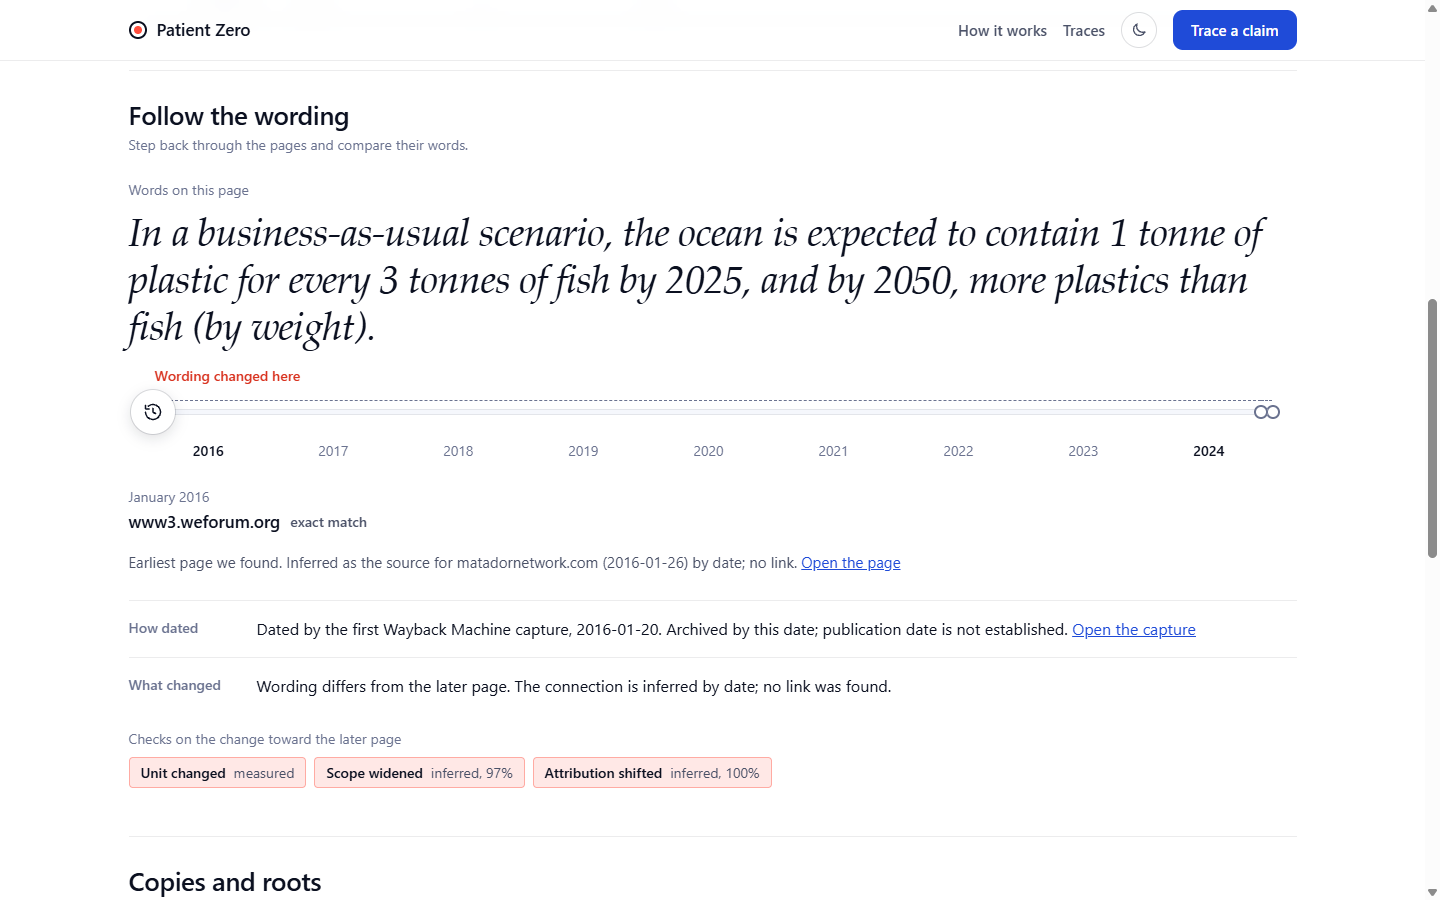 Patient Zero
How it works
Traces
Trace a claim
Follow the wording
Step back through the pages and compare their words.
Words on this page
In a business-as-usual scenario, the ocean is expected to contain 1 tonne of
plastic for every 3 tonnes of fish by 2025, and by 2050, more plastics than
fish (by weight).
Wording changed here
2016 2017 2018 2019 2020 2021 2022 2023 2024
January 2016
www3.weforum.org exact match
Earliest page we found. Inferred as the source for matadornetwork.com (2016-01-26) by date; no link. Open the page
How dated Dated by the first Wayback Machine capture, 2016-01-20. Archived by this date; publication date is not established. Open the capture
What changed Wording differs from the later page. The connection is inferred by date; no link was found.
Checks on the change toward the later page
Unit changed measured Scope widened inferred, 97% Attribution shifted inferred, 100%
Copies and roots